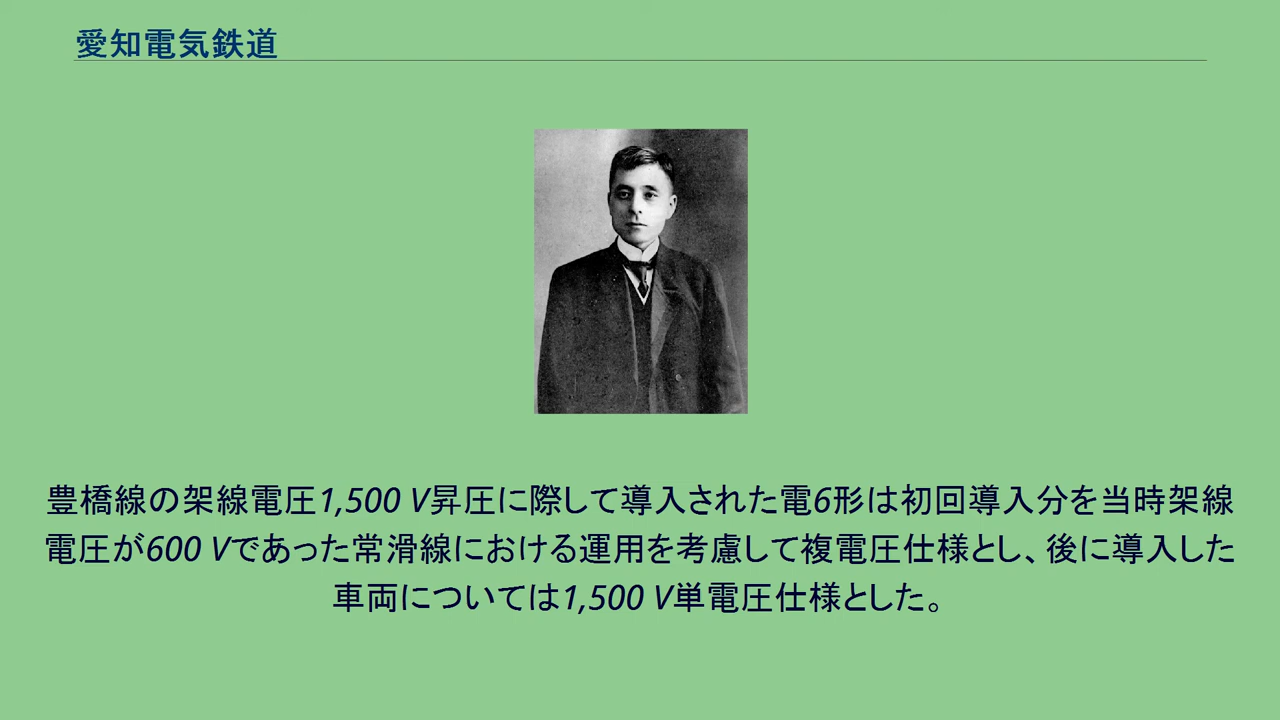 愛知電気鉄道
豊橋線の架線電圧1,500 V昇圧に際して導入された電6形は初回導入分を当時架線
電圧が600 Vであった常滑線における運用を考慮して複電圧仕様とし、後に導入した
車両については1,500 V単電圧仕様とした。